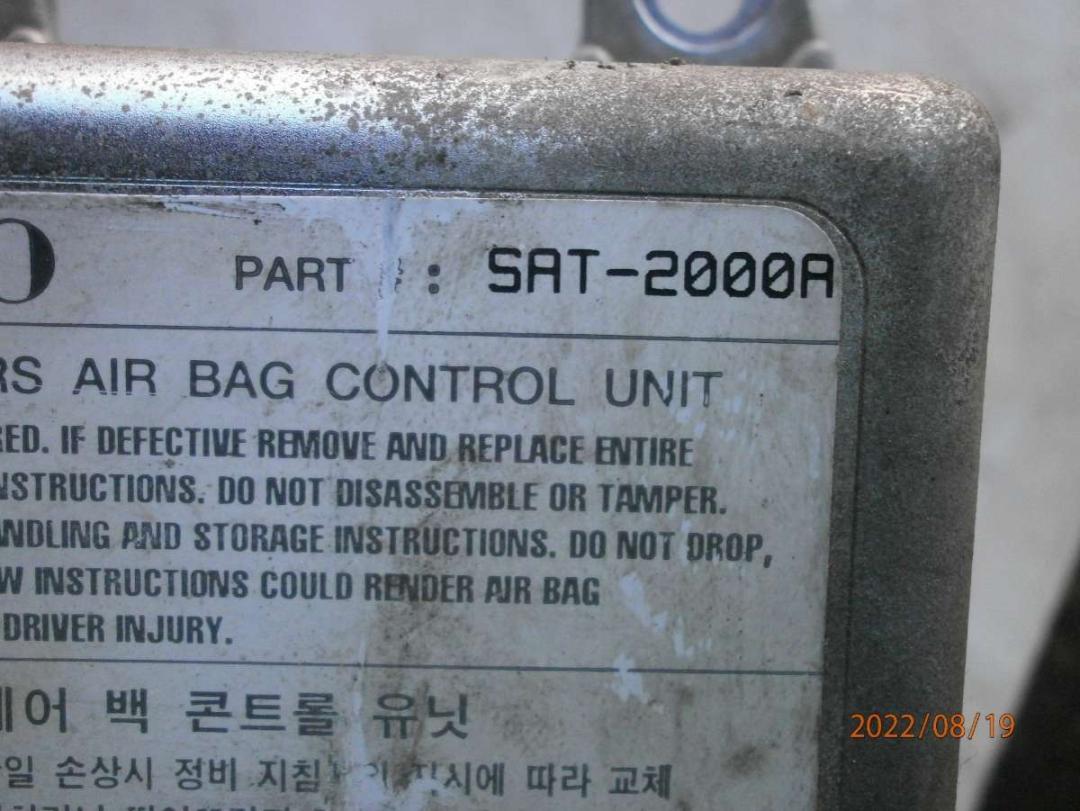 PART : SAT-2000A
RS AIR BAG CONTROL UNIT
RED. IF DEFECTIVE REMOVE AND REPLACE ENTIRE
NSTRUCTIONS. DO NOT DISASSEMBLE OR TAMPER.
NDLING AND STORAGE INSTRUCTIONS. DO NOT DROP,
W INSTRUCTIONS COULD RENDER AIR BAG
DRIVER INJURY.
에어 백 콘트롤 유닛
일 손상시 정비 지침 지시에 따라 교체
2022/08/19